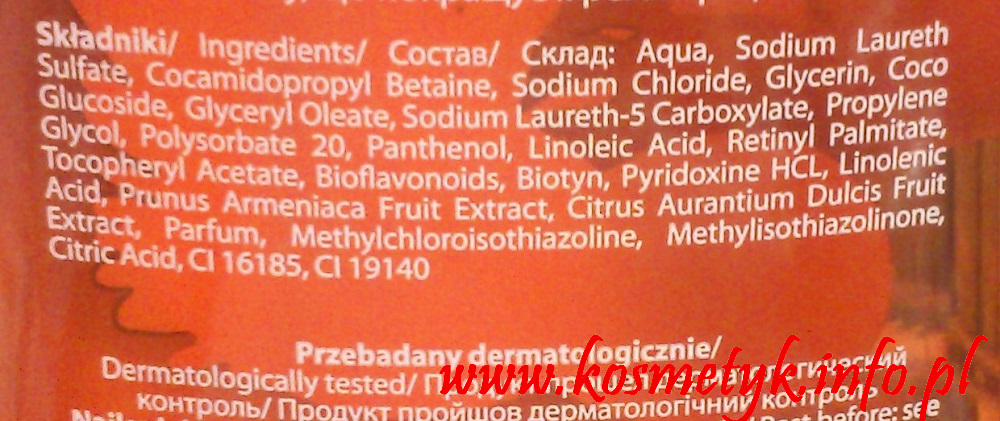 Składniki/ Ingredients/ Состав/ Склад: Aqua, Sodium Laureth
Sulfate, Cocamidopropyl Betaine, Sodium Chloride, Glycerin, Coco
Glucoside, Glyceryl Oleate, Sodium Laureth-5 Carboxylate, Propylene
Glycol, Polysorbate 20, Panthenol, Linoleic Acid, Retinyl Palmitate,
Tocopheryl Acetate, Bioflavonoids, Biotyn, Pyridoxine HCL, Linolenic
Acid, Prunus Armeniaca Fruit Extract, Citrus Aurantium Dulcis Fruit
Extract, Parfum, Methylchloroisothiazoline, Methylisothiazolinone,
Citric Acid, CI 16185, CI 19140
Przebadany dermatologicznie/
Dermatologically tested/
www.kosmetyk.info.pl
контроль/ Продукт пройшов дерматологічний контроль
before: see